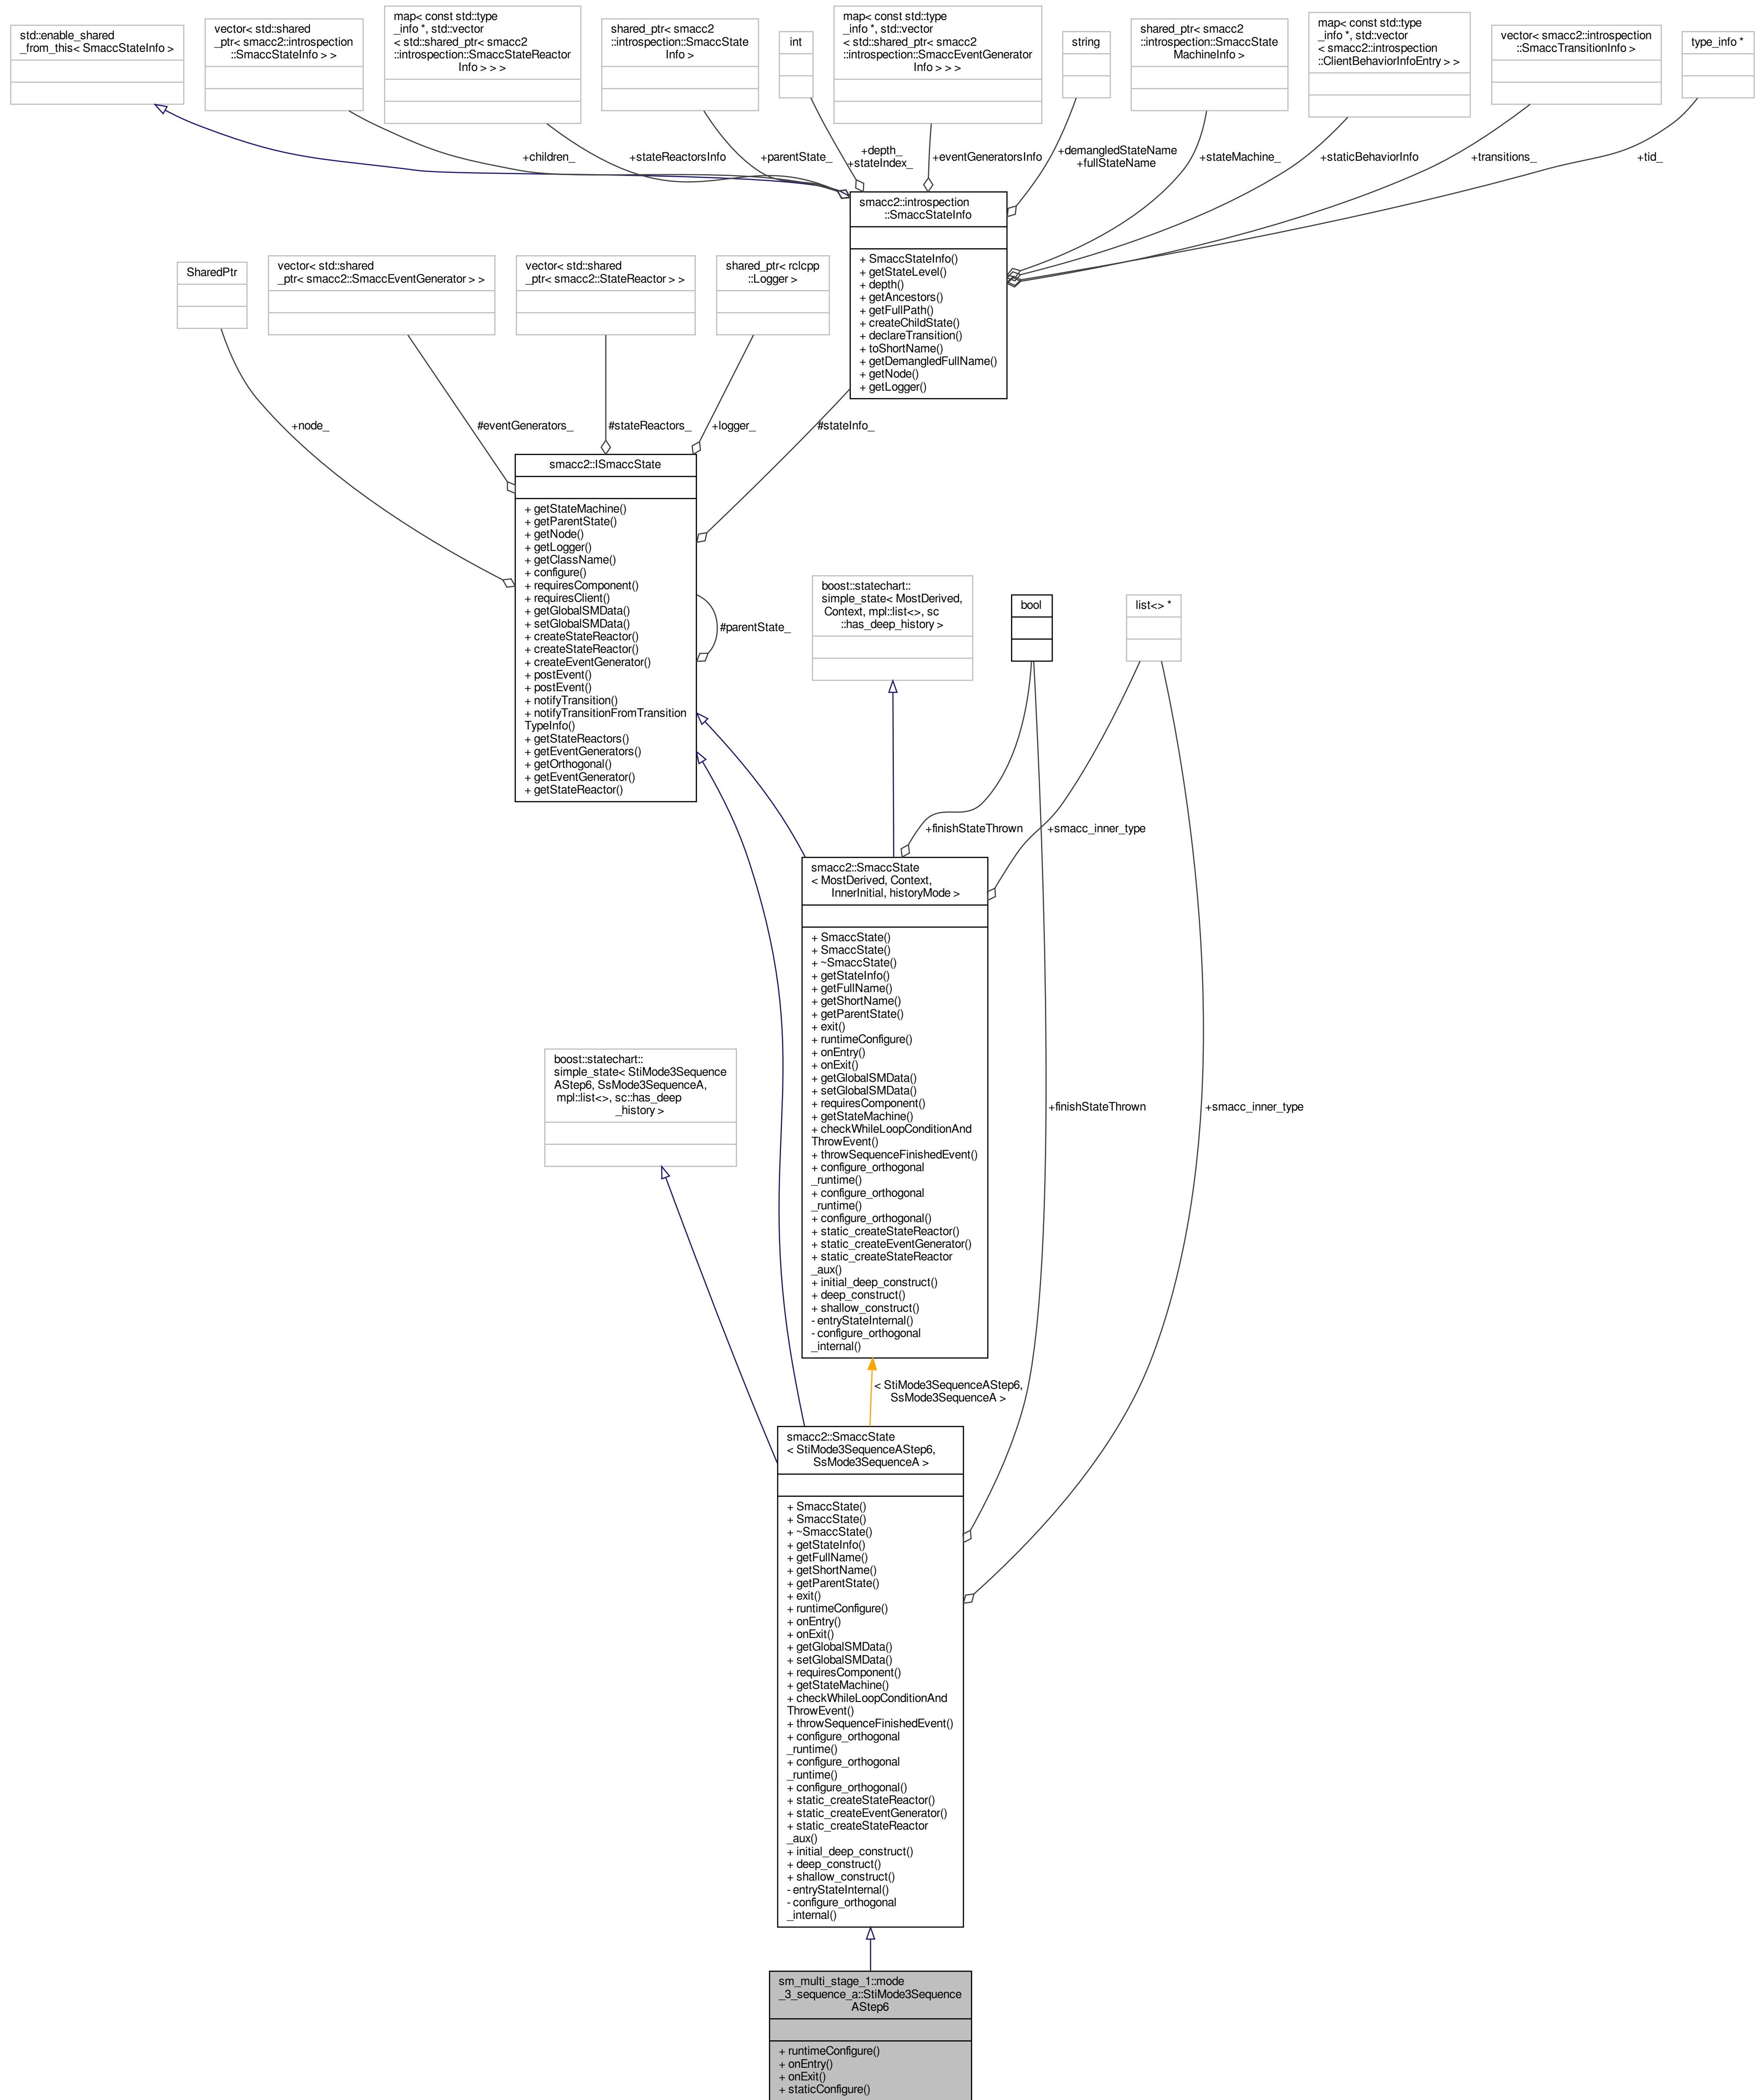 std::enable_shared
_from_this< SmaccStateInfo >
vector< std::shared
_ptr< smacc2::introspection
::SmaccStateInfo > >
map< const std::type
_info *, std::vector
< std::shared_ptr< smacc2
::introspection::SmaccStateReactor
Info > > >
shared_ptr< smacc2
::introspection::SmaccState
Info >
int
map< const std::type
_info *, std::vector
< std::shared_ptr< smacc2
::introspection::SmaccEventGenerator
Info > > >
string
shared_ptr< smacc2
::introspection::SmaccState
MachineInfo >
map< const std::type
_info *, std::vector
< smacc2::introspection
::ClientBehaviorInfoEntry > >
vector< smacc2::introspection
::SmaccTransitionInfo >
type_info *
+children_
+stateReactorsInfo
+parentState_
+depth_
+stateIndex_
+eventGeneratorsInfo
+demangledStateName
+fullStateName
+stateMachine_
+staticBehaviorInfo
+transitions_
+tid_
smacc2::introspection
::SmaccStateInfo
+ SmaccStateInfo()
+ getStateLevel()
+ depth()
+ getAncestors()
+ getFullPath()
+ createChildState()
+ declareTransition()
+ toShortName()
+ getDemangledFullName()
+ getNode()
+ getLogger()
SharedPtr
vector< std::shared
_ptr< smacc2::SmaccEventGenerator > >
vector< std::shared
_ptr< smacc2::StateReactor > >
shared_ptr< rclcpp
::Logger >
+node_
#eventGenerators_
#stateReactors_
+logger_
#stateInfo_
smacc2::ISmaccState
+ getStateMachine()
+ getParentState()
+ getNode()
+ getLogger()
+ getClassName()
+ configure()
+ requiresComponent()
+ requiresClient()
+ getGlobalSMData()
+ setGlobalSMData()
+ createStateReactor()
+ createStateReactor()
+ createEventGenerator()
+ postEvent()
+ postEvent()
+ notifyTransition()
+ notifyTransitionFromTransition
TypeInfo()
+ getStateReactors()
+ getEventGenerators()
+ getOrthogonal()
+ getEventGenerator()
+ getStateReactor()
#parentState_
boost::statechart::
simple_state< MostDerived,
Context, mpl::list<>, sc
::has_deep_history >
bool
list<> *
+finishStateThrown
+smacc_inner_type
smacc2::SmaccState
< MostDerived, Context,
InnerInitial, historyMode >
+ SmaccState()
+ SmaccState()
+ ~SmaccState()
+ getStateInfo()
+ getFullName()
+ getShortName()
+ getParentState()
+ exit()
+ runtimeConfigure()
+ onEntry()
+ onExit()
+ getGlobalSMData()
+ setGlobalSMData()
+ requiresComponent()
+ getStateMachine()
+ checkWhileLoopConditionAnd
ThrowEvent()
+ throwSequenceFinishedEvent()
+ configure_orthogonal
_runtime()
+ configure_orthogonal
_runtime()
+ configure_orthogonal()
+ static_createStateReactor()
+ static_createEventGenerator()
+ static_createStateReactor
_aux()
+ initial_deep_construct()
+ deep_construct()
+ shallow_construct()
- entryStateInternal()
- configure_orthogonal
_internal()
boost::statechart::
simple_state< StiMode3Sequence
AStep6, SsMode3SequenceA,
mpl::list<>, sc::has_deep
_history >
+finishStateThrown
+smacc_inner_type
< StiMode3SequenceAStep6,
SsMode3SequenceA >
smacc2::SmaccState
< StiMode3SequenceAStep6,
SsMode3SequenceA >
+ SmaccState()
+ SmaccState()
+ ~SmaccState()
+ getStateInfo()
+ getFullName()
+ getShortName()
+ getParentState()
+ exit()
+ runtimeConfigure()
+ onEntry()
+ onExit()
+ getGlobalSMData()
+ setGlobalSMData()
+ requiresComponent()
+ getStateMachine()
+ checkWhileLoopConditionAnd
ThrowEvent()
+ throwSequenceFinishedEvent()
+ configure_orthogonal
_runtime()
+ configure_orthogonal
_runtime()
+ configure_orthogonal()
+ static_createStateReactor()
+ static_createEventGenerator()
+ static_createStateReactor
_aux()
+ initial_deep_construct()
+ deep_construct()
+ shallow_construct()
- entryStateInternal()
- configure_orthogonal
_internal()
sm_multi_stage_1::mode
_3_sequence_a::StiMode3Sequence
AStep6
+ runtimeConfigure()
+ onEntry()
+ onExit()
+ staticConfigure()